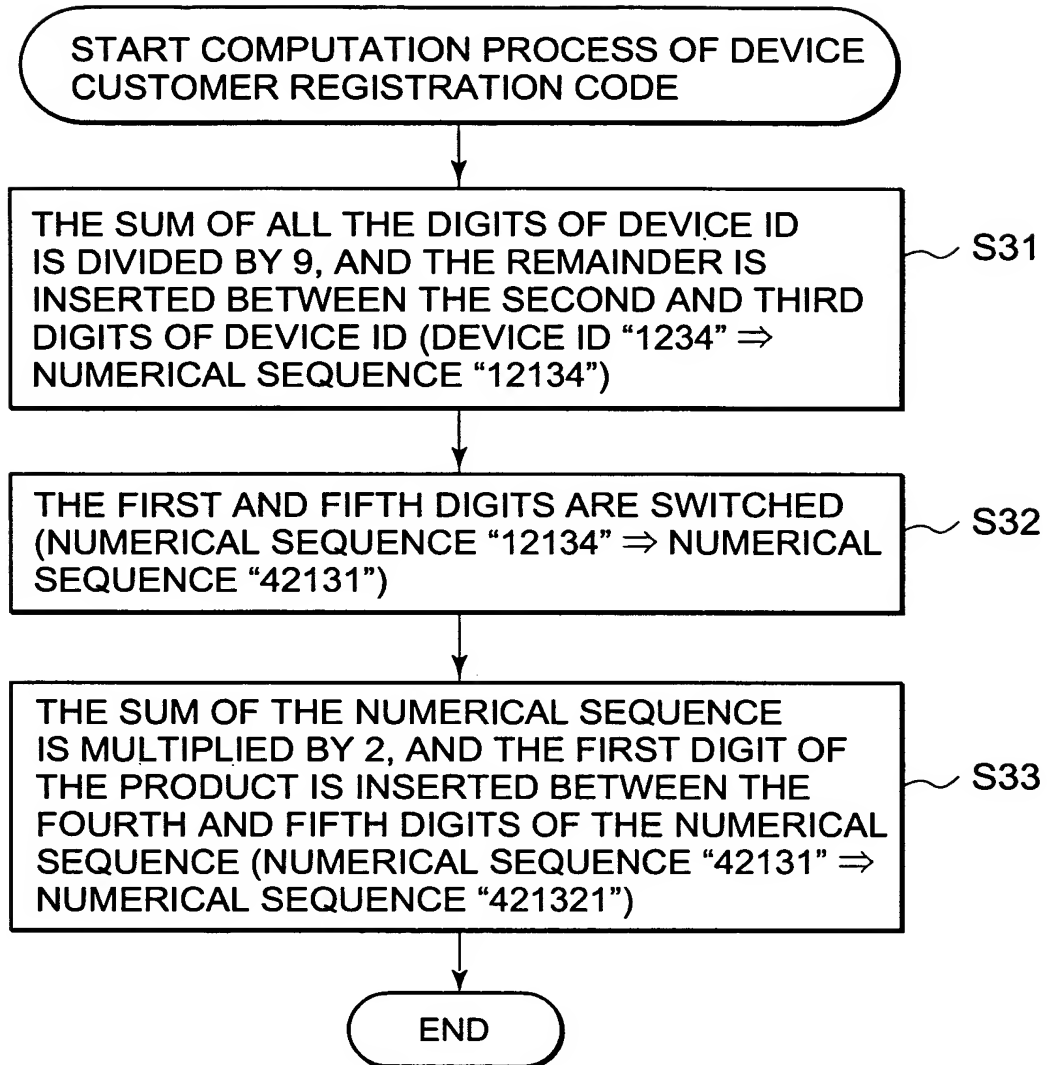 START COMPUTATION PROCESS OF DEVICE
CUSTOMER REGISTRATION CODE
THE SUM OF ALL THE DIGITS OF DEVICE ID
IS DIVIDED BY 9, AND THE REMAINDER IS
INSERTED BETWEEN THE SECOND AND THIRD
DIGITS OF DEVICE ID (DEVICE ID “1234” ⇒
NUMERICAL SEQUENCE “12134”)
S31
THE FIRST AND FIFTH DIGITS ARE SWITCHED
(NUMERICAL SEQUENCE “12134” ⇒ NUMERICAL
SEQUENCE “42131”)
S32
THE SUM OF THE NUMERICAL SEQUENCE
IS MULTIPLIED BY 2, AND THE FIRST DIGIT OF
THE PRODUCT IS INSERTED BETWEEN THE
FOURTH AND FIFTH DIGITS OF THE NUMERICAL
SEQUENCE (NUMERICAL SEQUENCE “42131” ⇒
NUMERICAL SEQUENCE “421321”)
S33
END